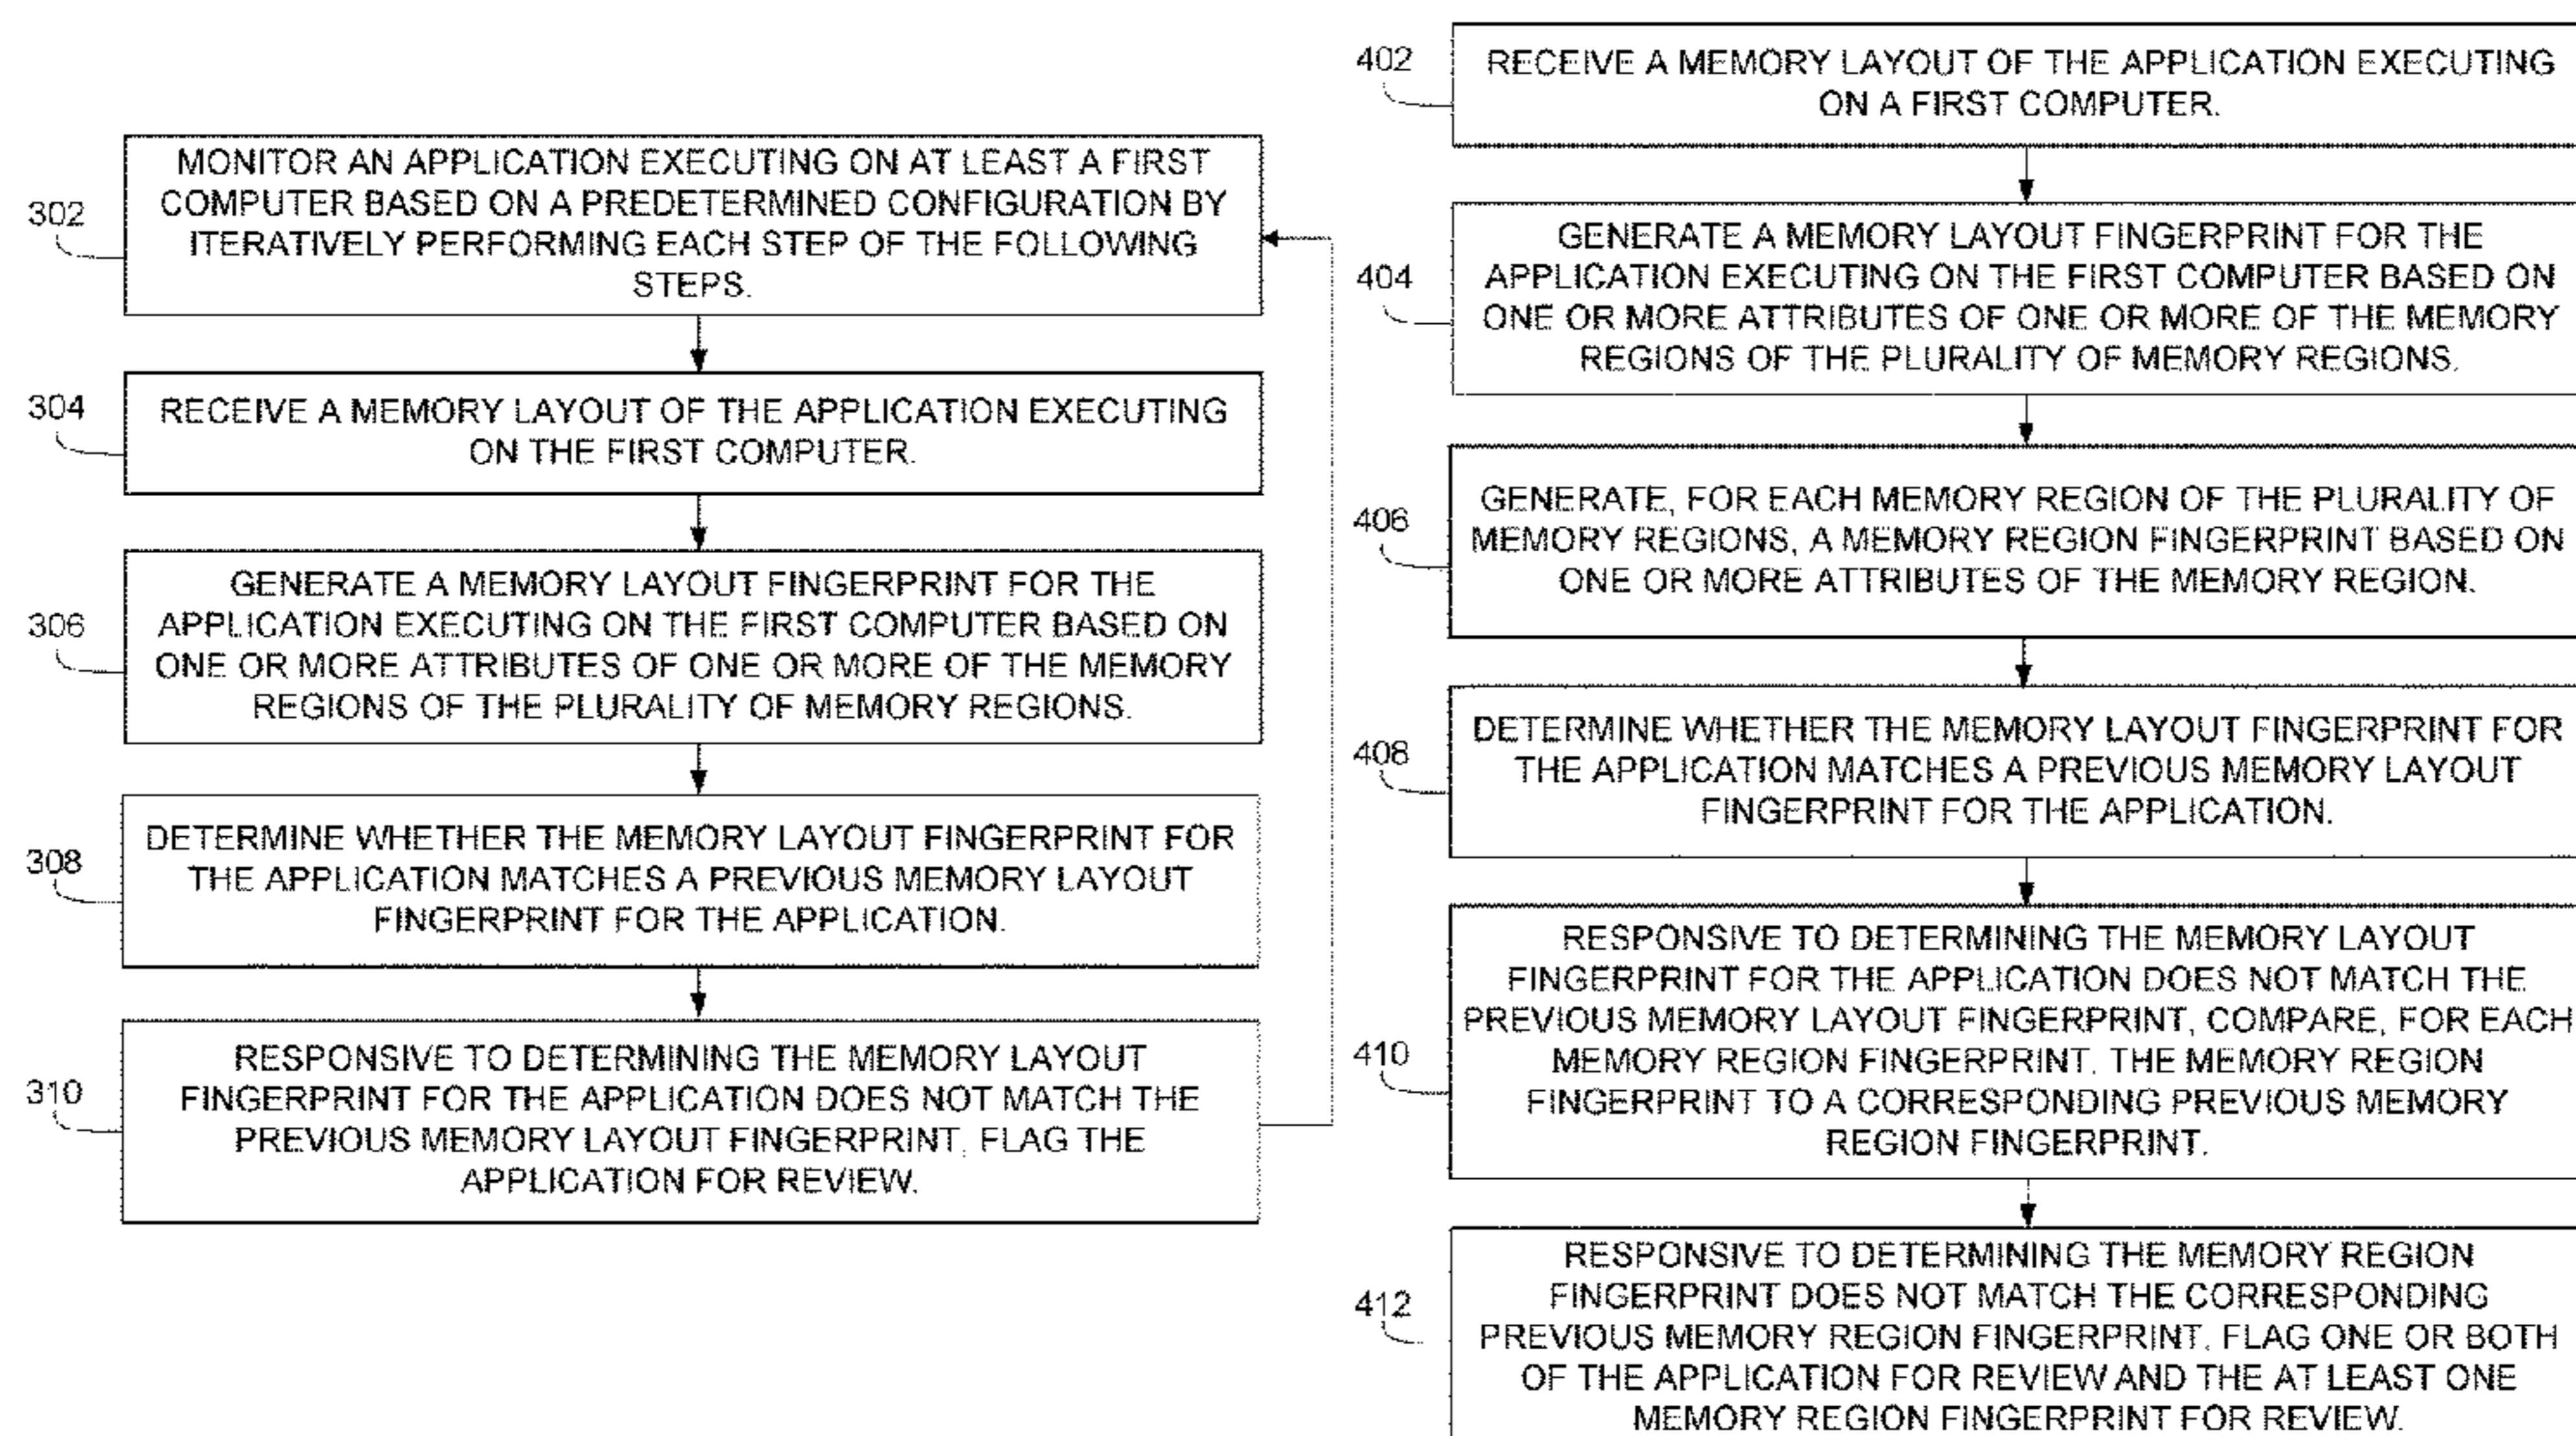 302
MONITOR AN APPLICATION EXECUTING ON AT LEAST A FIRST
COMPUTER BASED ON A PREDETERMINED CONFIGURATION BY
ITERATIVELY PERFORMING EACH STEP OF THE FOLLOWING
STEPS.
304
RECEIVE A MEMORY LAYOUT OF THE APPLICATION EXECUTING
ON THE FIRST COMPUTER.
306
GENERATE A MEMORY LAYOUT FINGERPRINT FOR THE
APPLICATION EXECUTING ON THE FIRST COMPUTER BASED ON
ONE OR MORE ATTRIBUTES OF ONE OR MORE OF THE MEMORY
REGIONS OF THE PLURALITY OF MEMORY REGIONS.
308
DETERMINE WHETHER THE MEMORY LAYOUT FINGERPRINT FOR
THE APPLICATION MATCHES A PREVIOUS MEMORY LAYOUT
FINGERPRINT FOR THE APPLICATION.
310
RESPONSIVE TO DETERMINING THE MEMORY LAYOUT
FINGERPRINT FOR THE APPLICATION DOES NOT MATCH THE
PREVIOUS MEMORY LAYOUT FINGERPRINT, FLAG THE
APPLICATION FOR REVIEW.
402
RECEIVE A MEMORY LAYOUT OF THE APPLICATION EXECUTING
ON A FIRST COMPUTER.
404
GENERATE A MEMORY LAYOUT FINGERPRINT FOR THE
APPLICATION EXECUTING ON THE FIRST COMPUTER BASED ON
ONE OR MORE ATTRIBUTES OF ONE OR MORE OF THE MEMORY
REGIONS OF THE PLURALITY OF MEMORY REGIONS.
406
GENERATE, FOR EACH MEMORY REGION OF THE PLURALITY OF
MEMORY REGIONS, A MEMORY REGION FINGERPRINT BASED ON
ONE OR MORE ATTRIBUTES OF THE MEMORY REGION.
408
DETERMINE WHETHER THE MEMORY LAYOUT FINGERPRINT FOR
THE APPLICATION MATCHES A PREVIOUS MEMORY LAYOUT
FINGERPRINT FOR THE APPLICATION.
410
RESPONSIVE TO DETERMINING THE MEMORY LAYOUT
FINGERPRINT FOR THE APPLICATION DOES NOT MATCH THE
PREVIOUS MEMORY LAYOUT FINGERPRINT, COMPARE, FOR EACH
MEMORY REGION FINGERPRINT, THE MEMORY REGION
FINGERPRINT TO A CORRESPONDING PREVIOUS MEMORY
REGION FINGERPRINT.
412
RESPONSIVE TO DETERMINING THE MEMORY REGION
FINGERPRINT DOES NOT MATCH THE CORRESPONDING
PREVIOUS MEMORY REGION FINGERPRINT, FLAG ONE OR BOTH
OF THE APPLICATION FOR REVIEW AND THE AT LEAST ONE
MEMORY REGION FINGERPRINT FOR REVIEW.